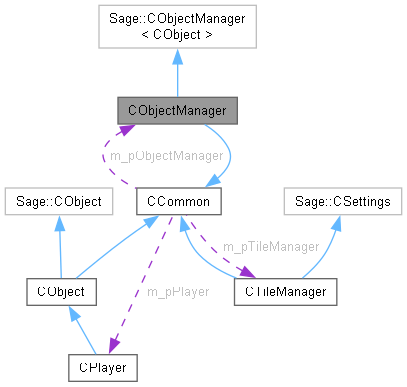 Sage::CObjectManager
< CObject >
CObjectManager
m_pObjectManager
Sage::CObject
CCommon
Sage::CSettings
m_pTileManager
CObject
m_pPlayer
CTileManager
CPlayer